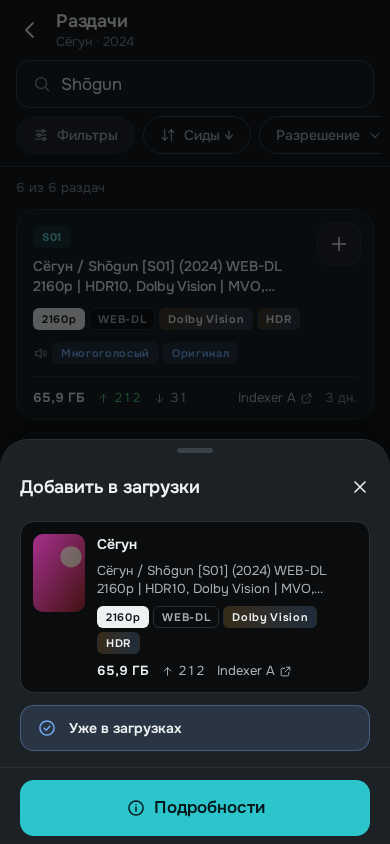 Раздачи
Сёгун · 2024
Shōgun
Фильтры
Сиды ↓
Разрешение
6 из 6 раздач
S01
Сёгун / Shōgun [S01] (2024) WEB-DL
2160p | HDR10, Dolby Vision | MVO,...
2160p WEB-DL Dolby Vision HDR
Многоголосый Оригинал
65,9 ГБ ↑ 212 ↓ 31 Indexer A 3 дн.
Добавить в загрузки
Сёгун
Сёгун / Shōgun [S01] (2024) WEB-DL
2160p | HDR10, Dolby Vision | MVO,...
2160p WEB-DL Dolby Vision
HDR
65,9 ГБ ↑ 212 Indexer A
Уже в загрузках
Подробности